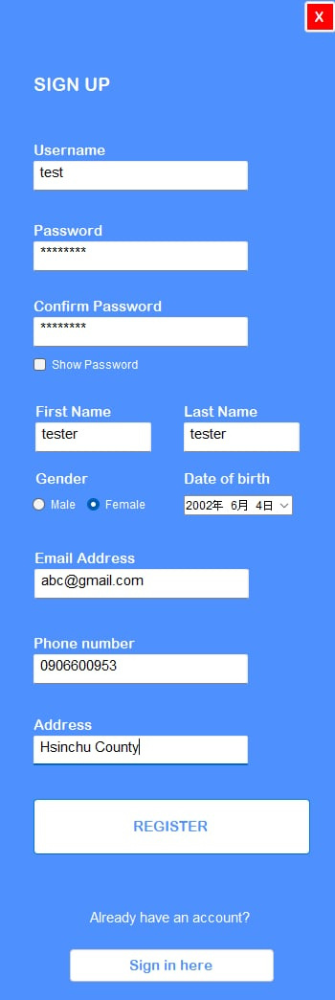 X
SIGN UP
Username
test
Password
********
Confirm Password
********
Show Password
First Name Last Name
tester tester
Gender Date of birth
Male Female 2002年 6月 4日
Email Address
abc@gmail.com
Phone number
0906600953
Address
Hsinchu County
REGISTER
Already have an account?
Sign in here